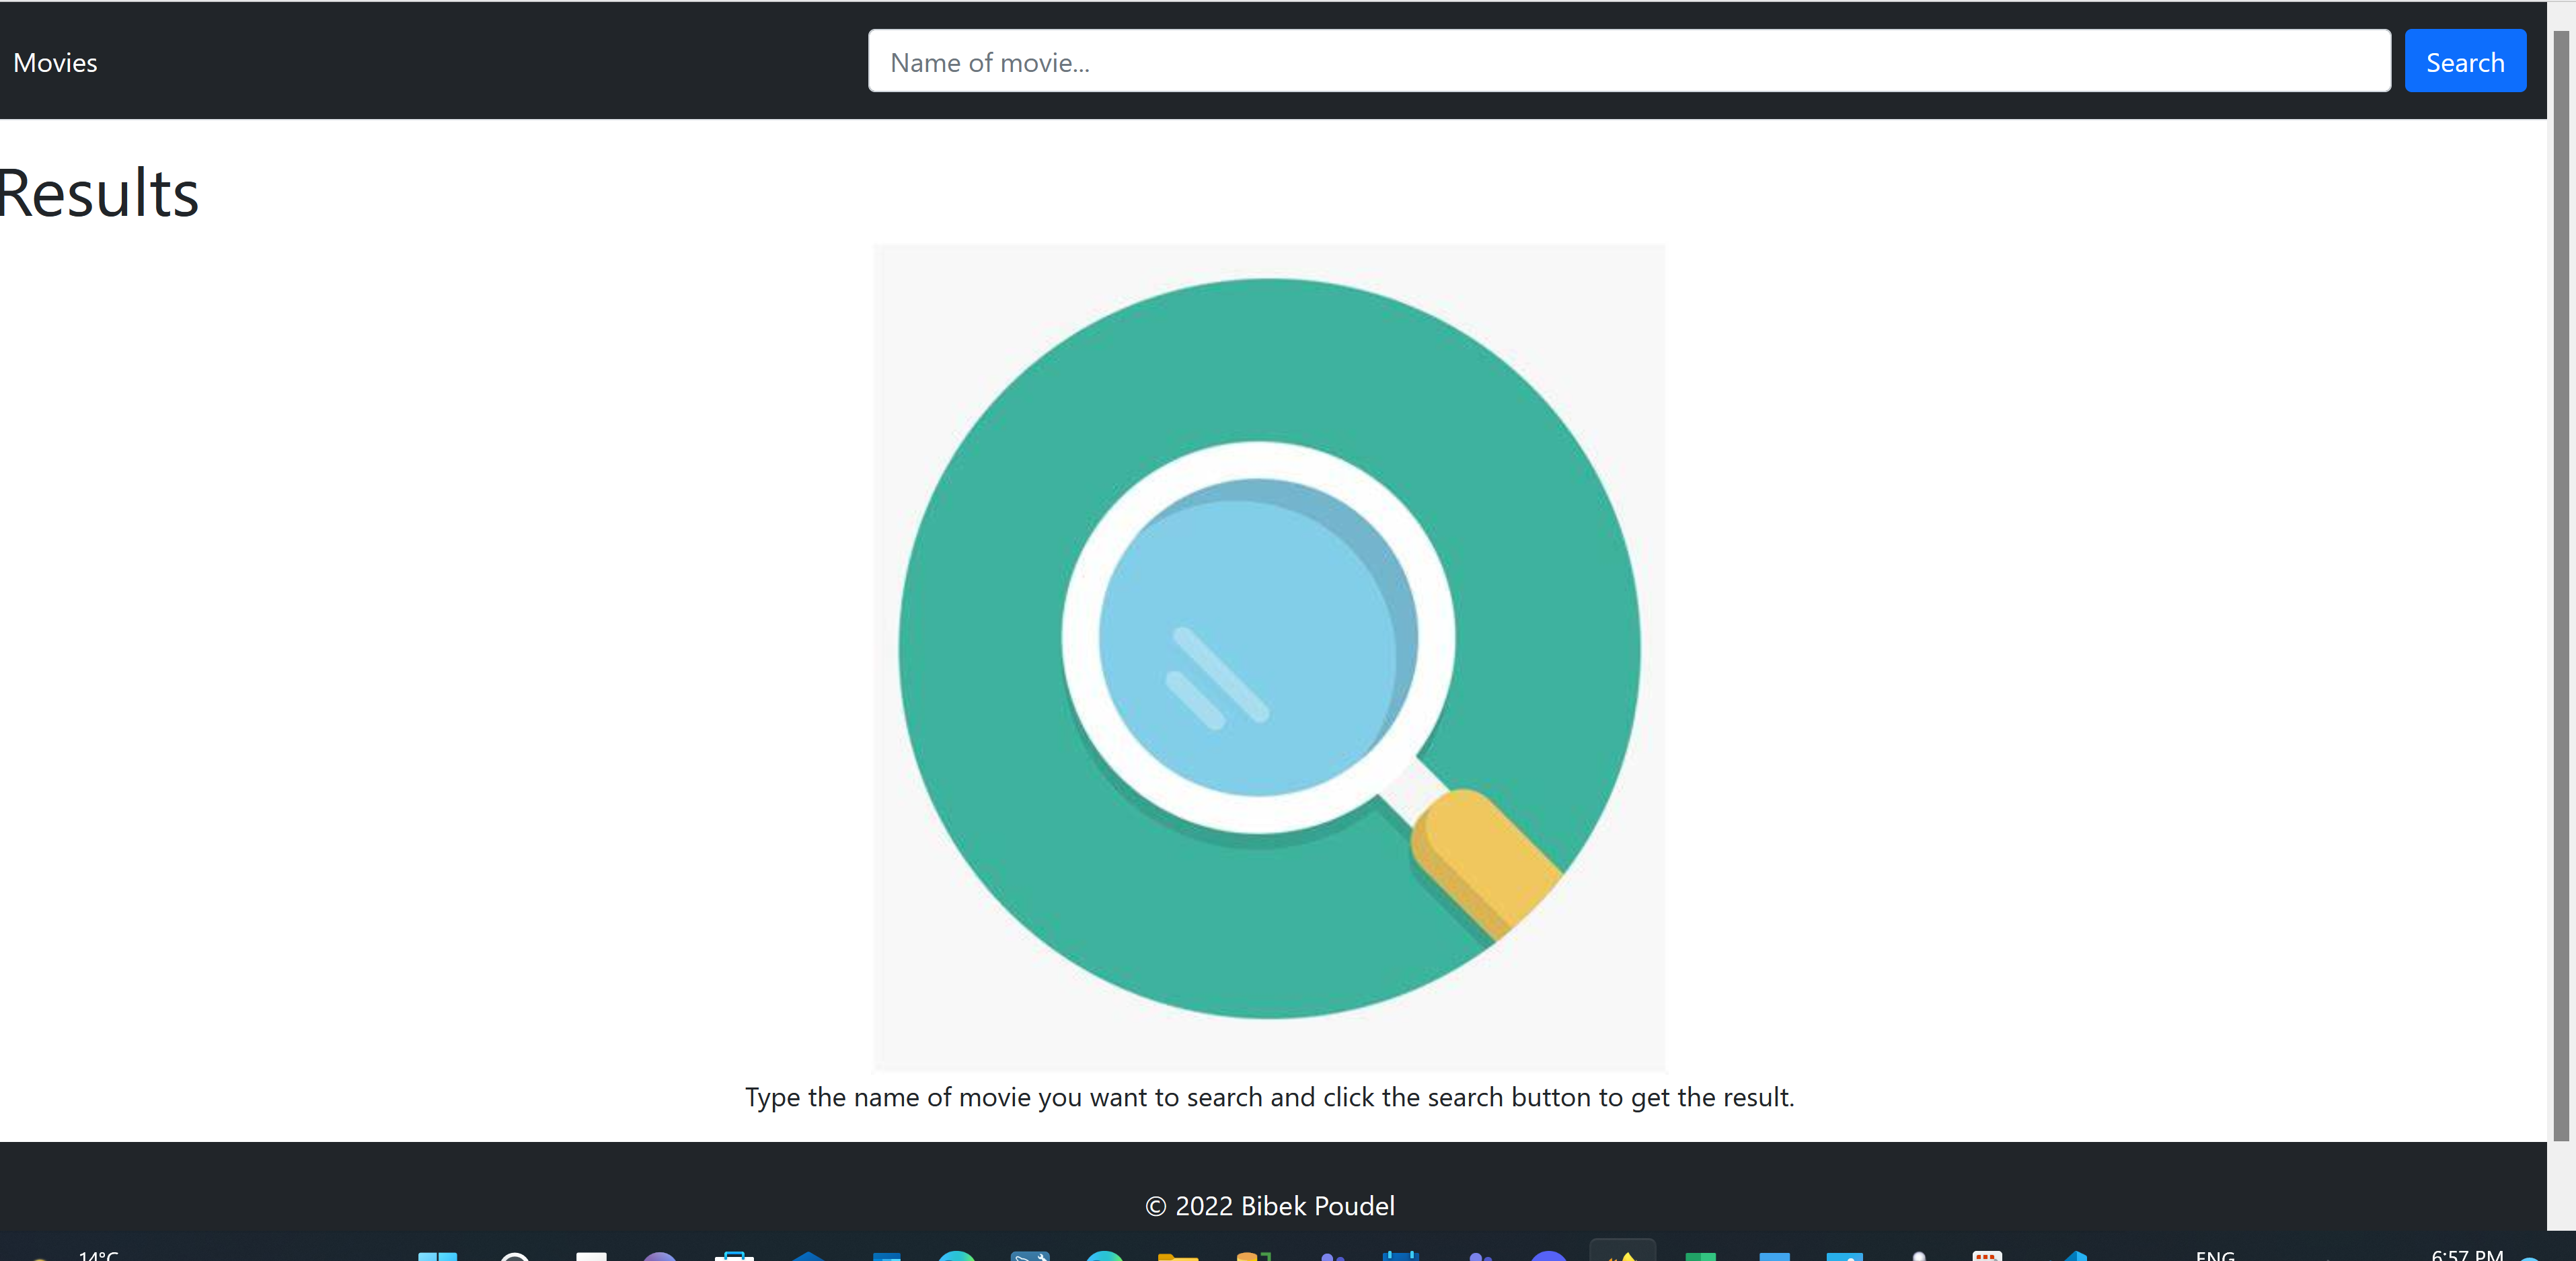 Movies
Name of movie...
Search
Results
Type the name of movie you want to search and click the search button to get the result.
© 2022 Bibek Poudel
14°C
ENG
6:57 PM